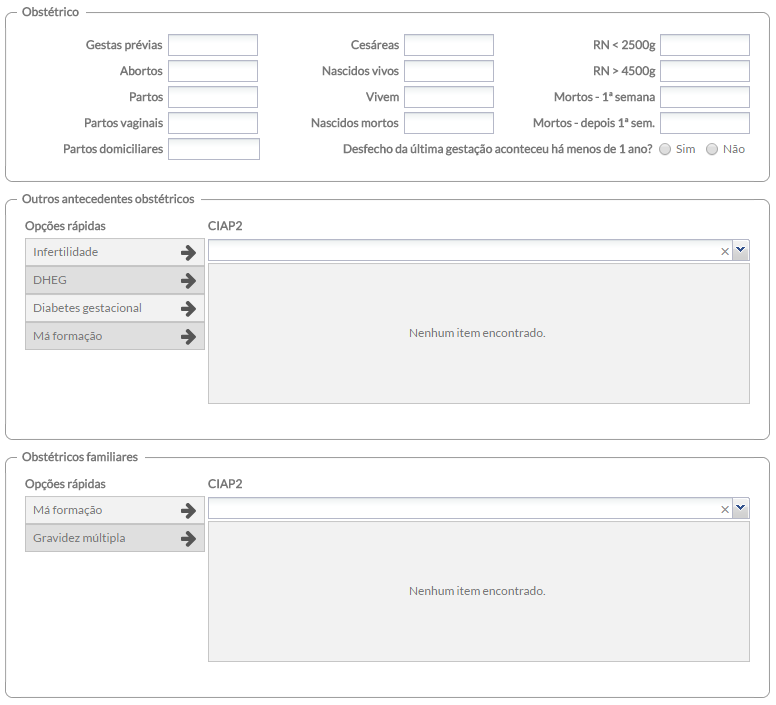 Obstétrico
Gestas prévias Cesáreas RN < 2500g
Abortos Nascidos vivos RN > 4500g
Partos Vivem Mortos - 1ª semana
Partos vaginais Nascidos mortos Mortos - depois 1ª sem.
Partos domiciliares Desfecho da última gestação aconteceu há menos de 1 ano? Sim Não
Outros antecedentes obstétricos
Opções rápidas CIAP2
Infertilidade
DHEG
Diabetes gestacional
Má formação
Nenhum item encontrado.
Obstétricos familiares
Opções rápidas CIAP2
Má formação
Gravidez múltipla
Nenhum item encontrado.